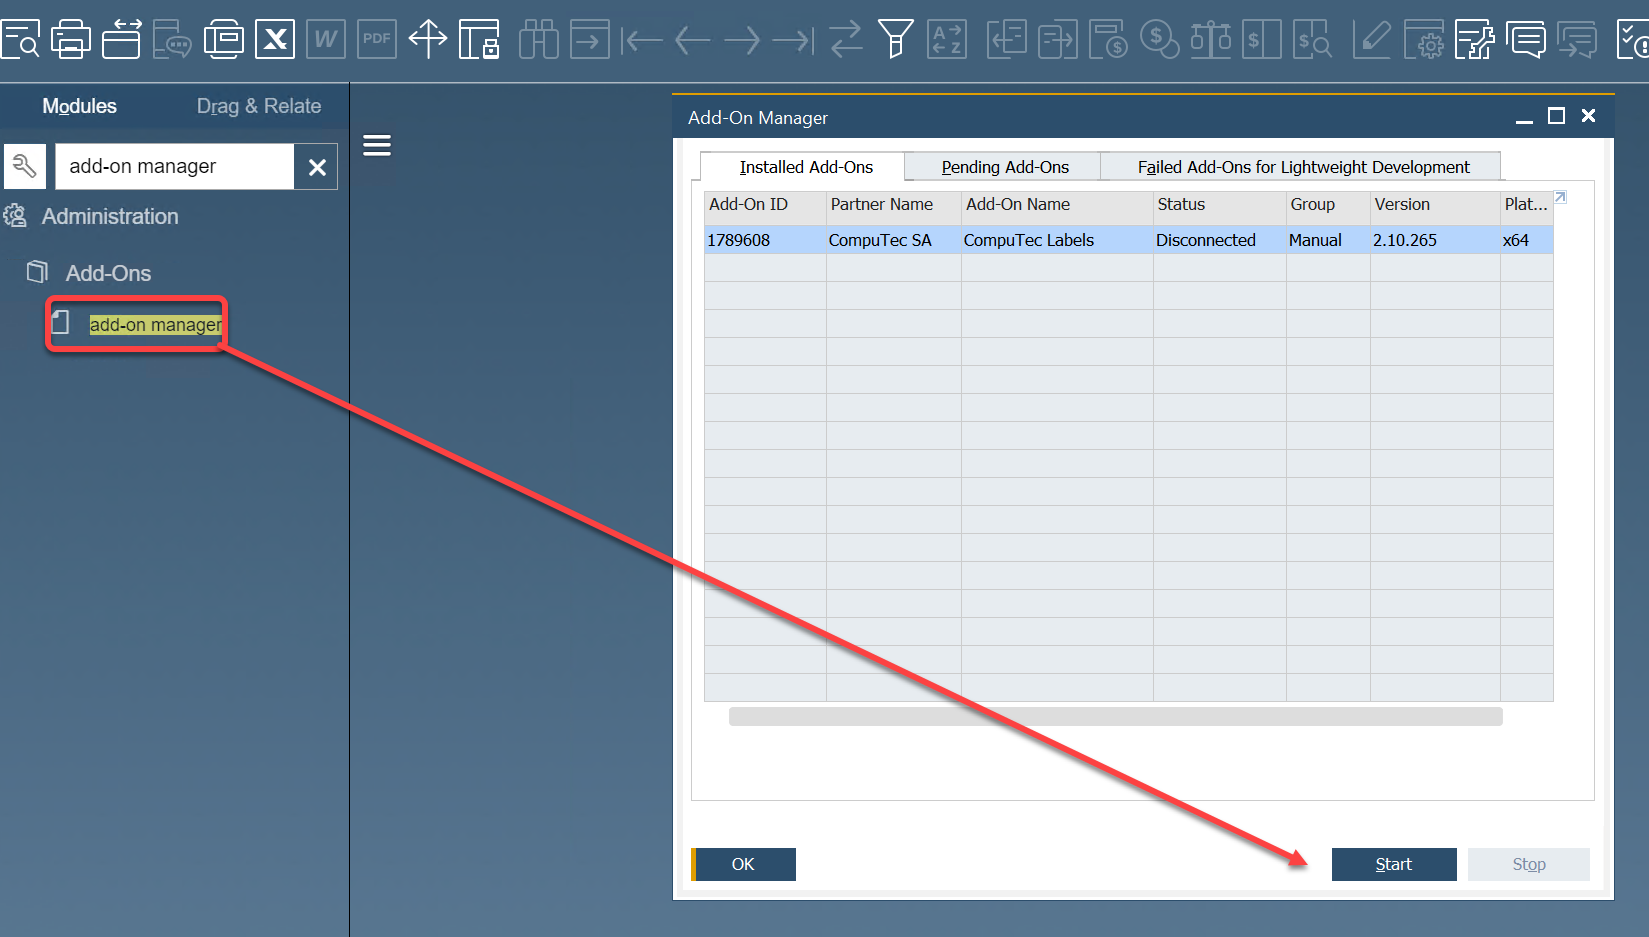 X W PDF
A Z
$ $ $ $
Modules Drag & Relate
add-on manager
Administration
Add-Ons
add-on manager
Add-On Manager
Installed Add-Ons Pending Add-Ons Failed Add-Ons for Lightweight Development
Add-On ID Partner Name Add-On Name Status Group Version Plat...
1789608 CompuTec SA CompuTec Labels Disconnected Manual 2.10.265 x64
OK Start Stop